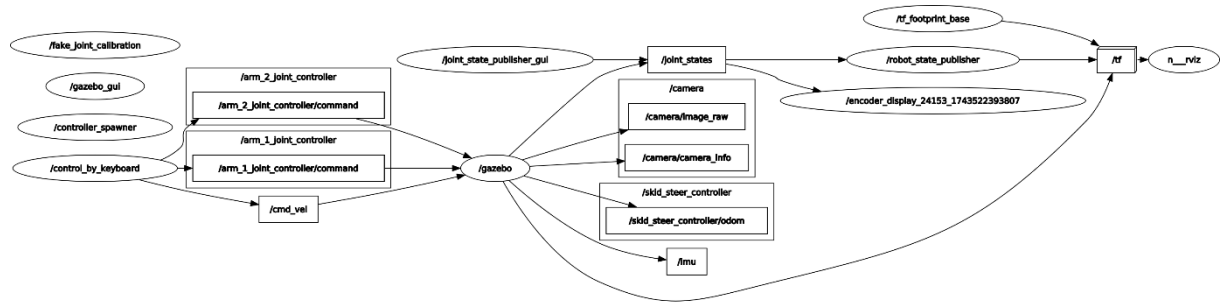 /fake_joint_calibration
/gazebo_gui
/controller_spawner
/control_by_keyboard
/arm_2_joint_controller
/arm_2_joint_controller/command
/arm_1_joint_controller
/arm_1_joint_controller/command
/cmd_vel
/joint_state_publisher_gui
/gazebo
/joint_states
/camera
/camera/image_raw
/camera/camera_info
/skid_steer_controller
/skid_steer_controller/odom
/imu
/tf_footprint_base
/robot_state_publisher
/encoder_display_24153_1743522393807
/tf
n__rviz